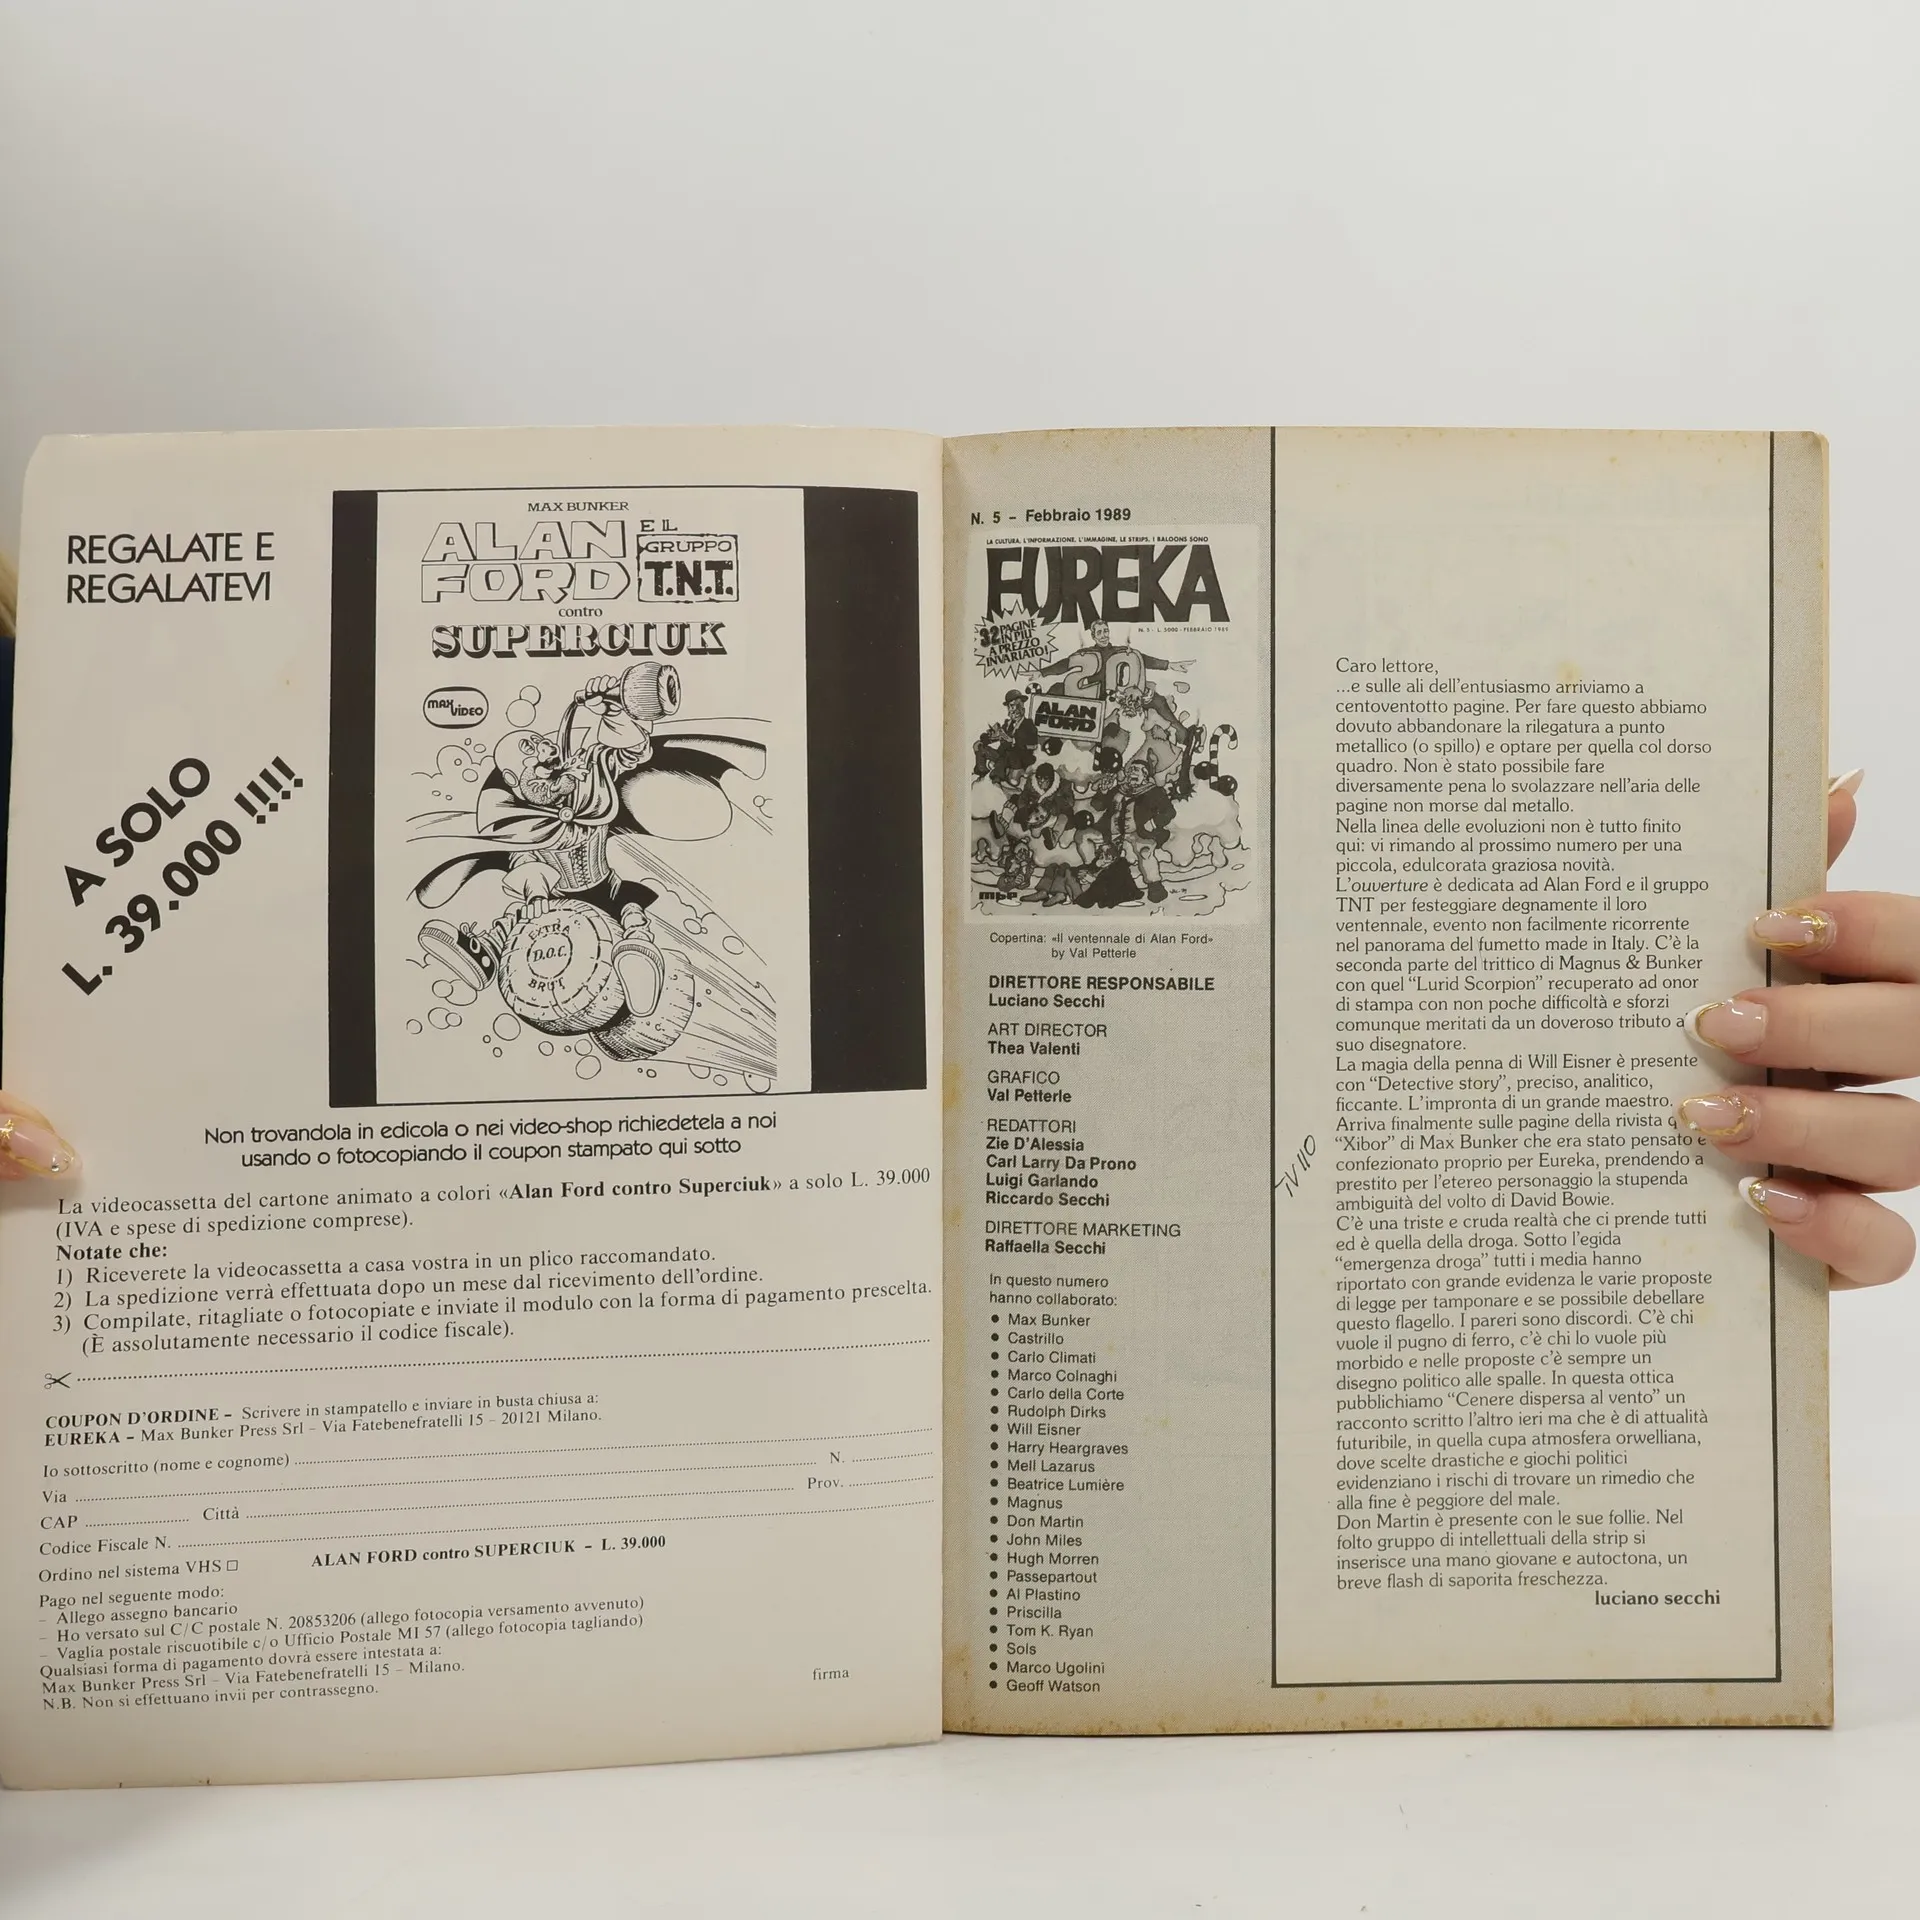 REGALATE E
REGALATEVI
A SOLO
L. 39.000 !!!!
MAX BUNKER
ALAN
FORD
E IL
GRUPPO
T.N.T.
contro
SUPERCIUK
MAX VIDEO
EXTRA
D.O.C.
BRUT
Non trovandola in edicola o nei video-shop richiedetela a noi
usando o fotocopiando il coupon stampato qui sotto
La videocassetta del cartone animato a colori «Alan Ford contro Superciuk» a solo L. 39.000
(IVA e spese di spedizione comprese).
Notate che:
1) Riceverete la videocassetta a casa vostra in un plico raccomandato.
2) La spedizione verrà effettuata dopo un mese dal ricevimento dell'ordine.
3) Compilate, ritagliate o fotocopiate e inviate il modulo con la forma di pagamento prescelta.
(È assolutamente necessario il codice fiscale).
COUPON D'ORDINE – Scrivere in stampatello e inviare in busta chiusa a:
EUREKA – Max Bunker Press Srl – Via Fatebenefratelli 15 – 20121 Milano.
Io sottoscritto (nome e cognome)
Via N.
CAP Città Prov.
Codice Fiscale N.
Ordino nel sistema VHS □ ALAN FORD contro SUPERCIUK – L. 39.000
Pago nel seguente modo:
– Allego assegno bancario
– Ho versato sul C/C postale N. 20853206 (allego fotocopia versamento avvenuto)
– Vaglia postale riscuotibile c/o Ufficio Postale MI 57 (allego fotocopia tagliando)
Qualsiasi forma di pagamento dovrà essere intestata a:
Max Bunker Press Srl – Via Fatebenefratelli 15 – Milano.
N.B. Non si effettuano invii per contrassegno.
firma
N. 5 – Febbraio 1989
LA CULTURA, L'INFORMAZIONE, L'IMMAGINE, LE STRIPS, I BALOONS SONO
EUREKA
N. 5 - L. 5000 - FEBBRAIO 1989
32 PAGINE
IN PIU'
A PREZZO
INVARIATO!
20
ALAN
FORD
mbp
Copertina: «Il ventennale di Alan Ford»
by Val Petterle
DIRETTORE RESPONSABILE
Luciano Secchi
ART DIRECTOR
Thea Valenti
GRAFICO
Val Petterle
REDATTORI
Zie D'Alessia
Carl Larry Da Prono
Luigi Garlando
Riccardo Secchi
DIRETTORE MARKETING
Raffaella Secchi
In questo numero
hanno collaborato:
● Max Bunker
● Castrillo
● Carlo Climati
● Marco Colnaghi
● Carlo della Corte
● Rudolph Dirks
● Will Eisner
● Harry Heargraves
● Mell Lazarus
● Beatrice Lumière
● Magnus
● Don Martin
● John Miles
● Hugh Morren
● Passepartout
● Al Plastino
● Priscilla
● Tom K. Ryan
● Sols
● Marco Ugolini
● Geoff Watson
Caro lettore,
...e sulle ali dell'entusiasmo arriviamo a
centoventotto pagine. Per fare questo abbiamo
dovuto abbandonare la rilegatura a punto
metallico (o spillo) e optare per quella col dorso
quadro. Non è stato possibile fare
diversamente pena lo svolazzare nell'aria delle
pagine non morse dal metallo.
Nella linea delle evoluzioni non è tutto finito
qui: vi rimando al prossimo numero per una
piccola, edulcorata graziosa novità.
L'ouverture è dedicata ad Alan Ford e il gruppo
TNT per festeggiare degnamente il loro
ventennale, evento non facilmente ricorrente
nel panorama del fumetto made in Italy. C'è la
seconda parte del trittico di Magnus & Bunker
con quel "Lurid Scorpion" recuperato ad onor
di stampa con non poche difficoltà e sforzi
comunque meritati da un doveroso tributo a
suo disegnatore.
La magia della penna di Will Eisner è presente
con "Detective story", preciso, analitico,
ficcante. L'impronta di un grande maestro.
Arriva finalmente sulle pagine della rivista q
"Xibor" di Max Bunker che era stato pensato e
confezionato proprio per Eureka, prendendo a
prestito per l'etereo personaggio la stupenda
ambiguità del volto di David Bowie.
C'è una triste e cruda realtà che ci prende tutti
ed è quella della droga. Sotto l'egida
"emergenza droga" tutti i media hanno
riportato con grande evidenza le varie proposte
di legge per tamponare e se possibile debellare
questo flagello. I pareri sono discordi. C'è chi
vuole il pugno di ferro, c'è chi lo vuole più
morbido e nelle proposte c'è sempre un
disegno politico alle spalle. In questa ottica
pubblichiamo "Cenere dispersa al vento" un
racconto scritto l'altro ieri ma che è di attualità
futuribile, in quella cupa atmosfera orwelliana,
dove scelte drastiche e giochi politici
evidenziano i rischi di trovare un rimedio che
alla fine è peggiore del male.
Don Martin è presente con le sue follie. Nel
folto gruppo di intellettuali della strip si
inserisce una mano giovane e autoctona, un
breve flash di saporita freschezza.
luciano secchi